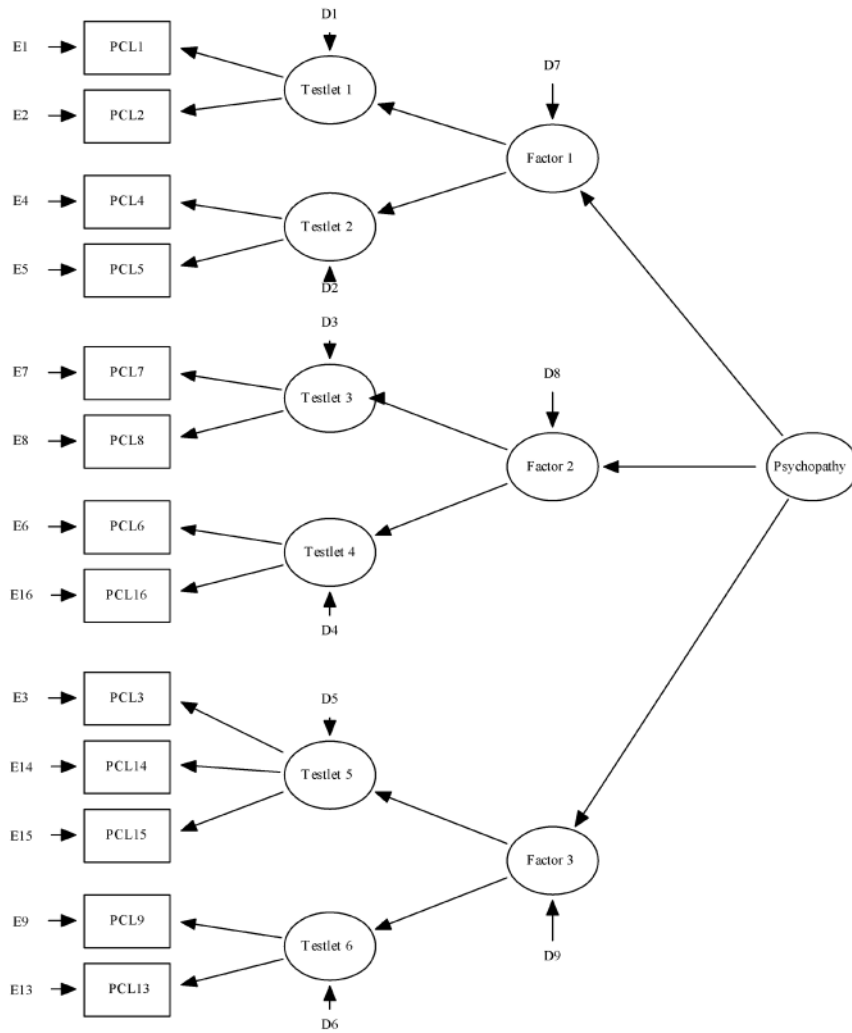 D1
E1
PCL1
D7
Testlet 1
E2
PCL2
Factor 1
E4
PCL4
Testlet 2
E5
PCL5
D2
D3
E7
PCL7
D8
Testlet 3
E8
PCL8
Factor 2
Psychopathy
E6
PCL6
Testlet 4
E16
PCL16
D4
E3
PCL3
D5
E14
PCL14
Testlet 5
E15
PCL15
Factor 3
E9
PCL9
Testlet 6
D9
E13
PCL13
D6